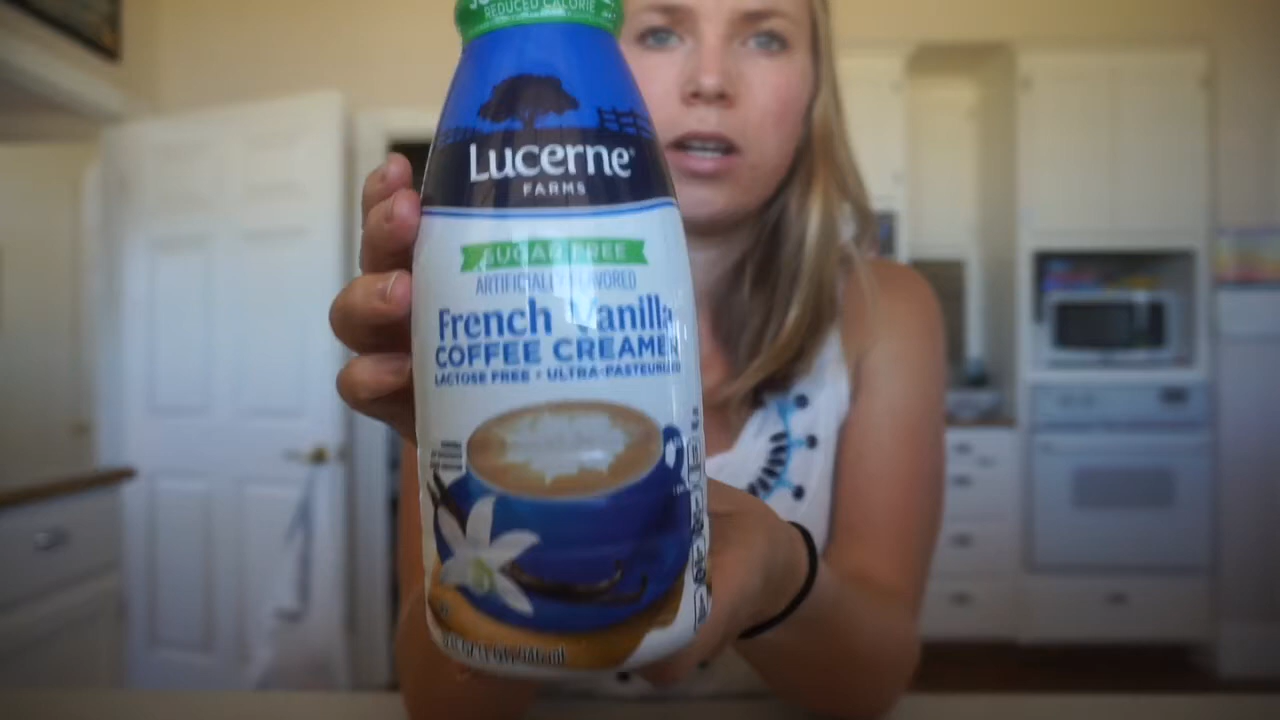 REDUCED CALORIE
Lucerne
FARMS
SUGAR FREE
ARTIFICIALLY FLAVORED
French Vanilla
COFFEE CREAMER
LACTOSE FREE • ULTRA-PASTEURIZED